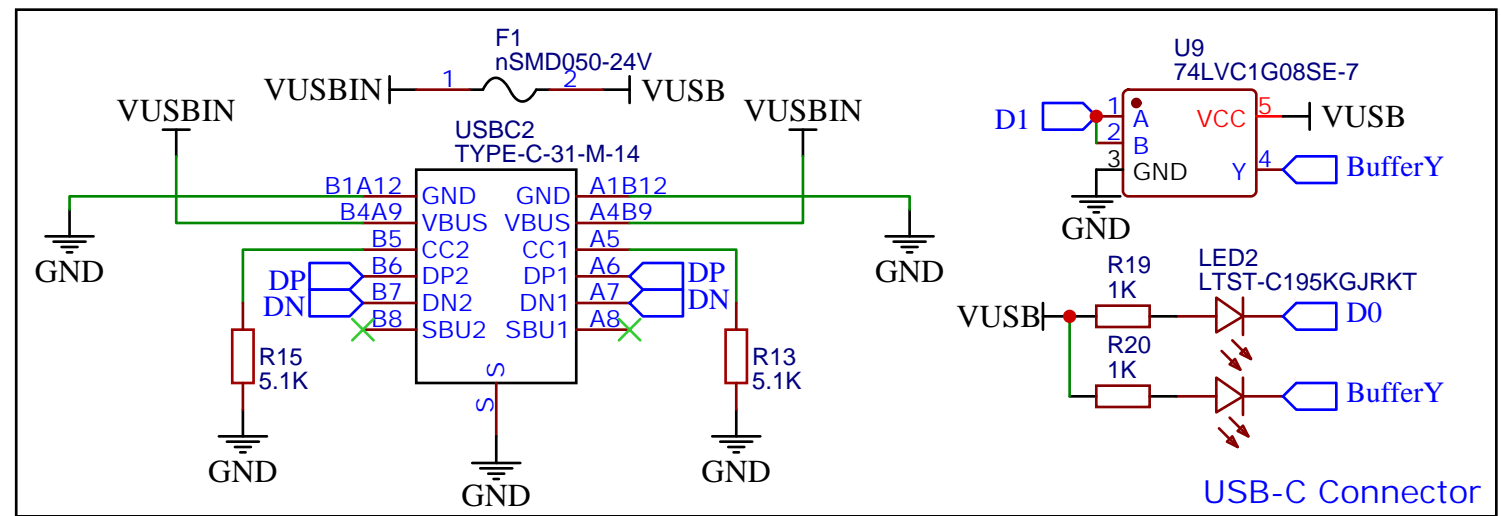 F1
nSMD050-24V
VUSBIN 1 2 VUSB
VUSBIN
VUSBIN
USBC2
TYPE-C-31-M-14
B1A12 GND GND A1B12
B4A9 VBUS VBUS A4B9
B5 CC2 CC1 A5
DP B6 DP2 DP1 A6 DP
DN B7 DN2 DN1 A7 DN
B8 SBU2 SBU1 A8
GND
GND
R15
5.1K
R13
5.1K
S
S
GND
GND
GND
U9
74LVC1G08SE-7
D1 1 A VCC 5 VUSB
2 B
3 GND Y 4 BufferY
GND
R19
1K
LED2
LTST-C195KGJRKT
VUSB D0
R20
1K
BufferY
USB-C Connector